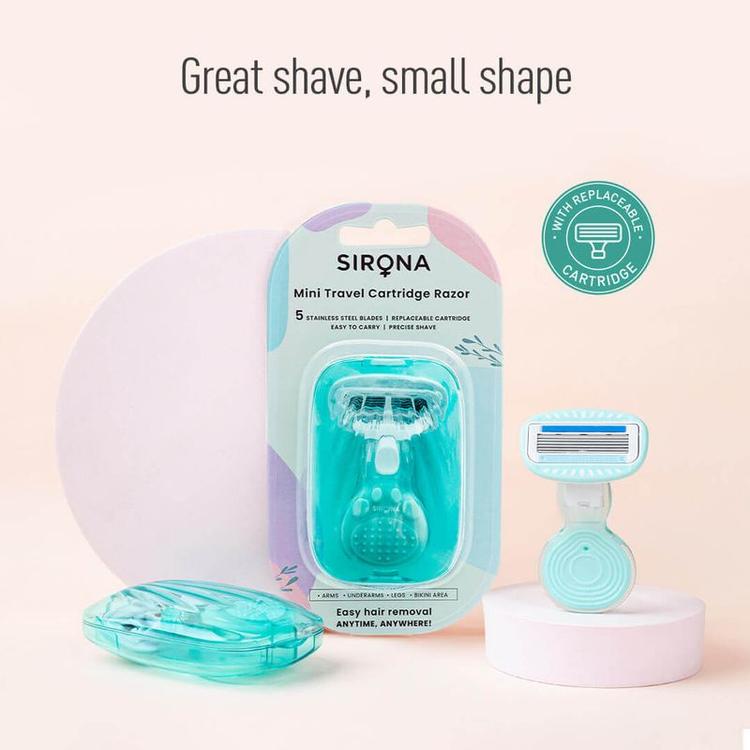 Great shave, small shape
WITH REPLACEABLE
CARTRIDGE
SIRONA
Mini Travel Cartridge Razor
5 STAINLESS STEEL BLADES | REPLACEABLE CARTRIDGE
EASY TO CARRY | PRECISE SHAVE
SIRONA
• ARMS • UNDERARMS • LEGS • BIKINI AREA
Easy hair removal
ANYTIME, ANYWHERE!